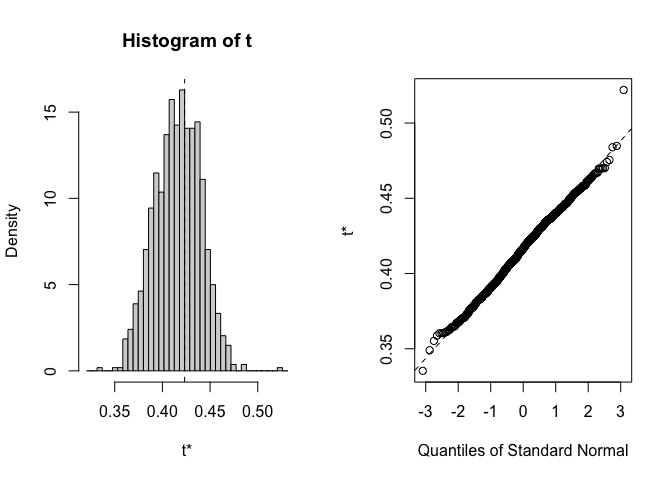 Histogram of t
Density
0
5
10
15
0.35 0.40 0.45 0.50
t*
t*
0.35
0.40
0.45
0.50
-3 -2 -1 0 1 2 3
Quantiles of Standard Normal